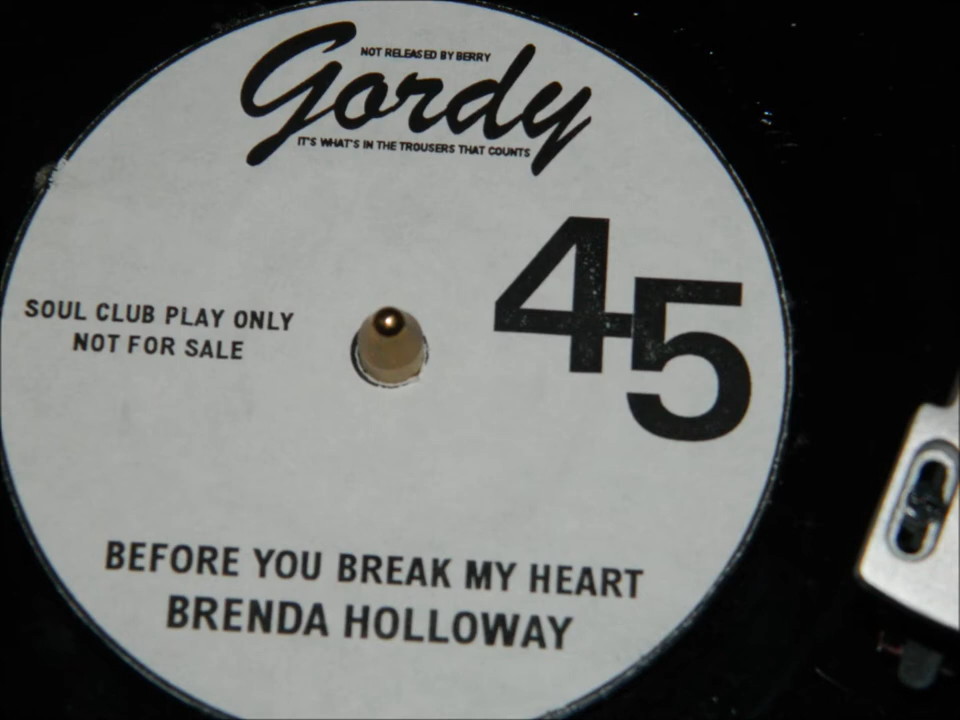 NOT RELEASED BY BERRY
Gordy
IT'S WHAT'S IN THE TROUSERS THAT COUNTS
45
SOUL CLUB PLAY ONLY
NOT FOR SALE
BEFORE YOU BREAK MY HEART
BRENDA HOLLOWAY